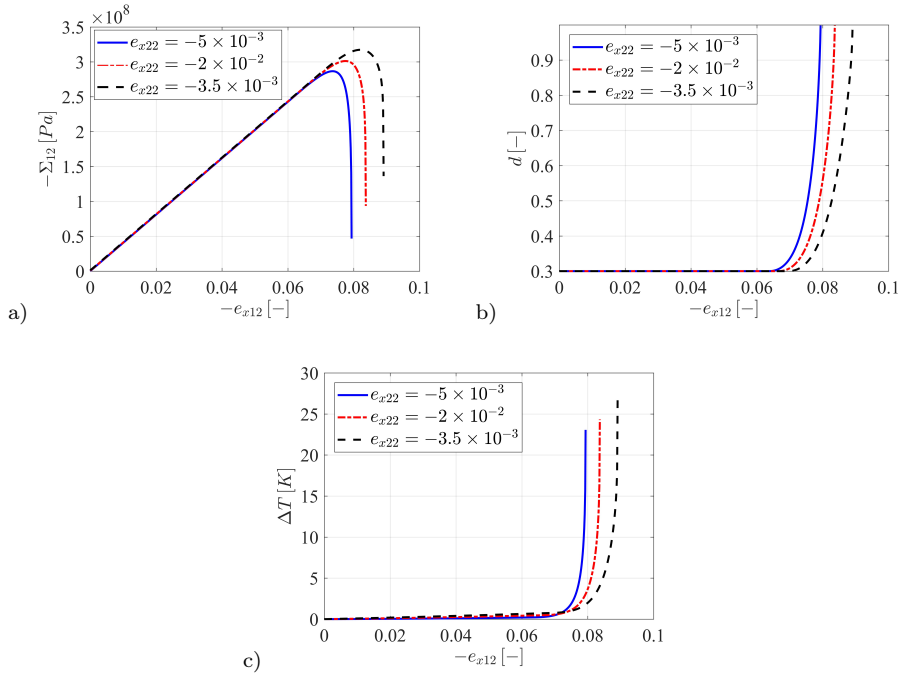 ×10⁸
3.5
3
2.5
2
1.5
1
0.5
0
−Σ₁₂ [Pa]
e_{x22} = −5 × 10⁻³
e_{x22} = −2 × 10⁻²
e_{x22} = −3.5 × 10⁻³
0 0.02 0.04 0.06 0.08 0.1
−e_{x12} [−]
a)
0.9
0.8
0.7
0.6
0.5
0.4
0.3
d [−]
e_{x22} = −5 × 10⁻³
e_{x22} = −2 × 10⁻²
e_{x22} = −3.5 × 10⁻³
0 0.02 0.04 0.06 0.08 0.1
−e_{x12} [−]
b)
30
25
20
15
10
5
0
ΔT [K]
e_{x22} = −5 × 10⁻³
e_{x22} = −2 × 10⁻²
e_{x22} = −3.5 × 10⁻³
0 0.02 0.04 0.06 0.08 0.1
−e_{x12} [−]
c)